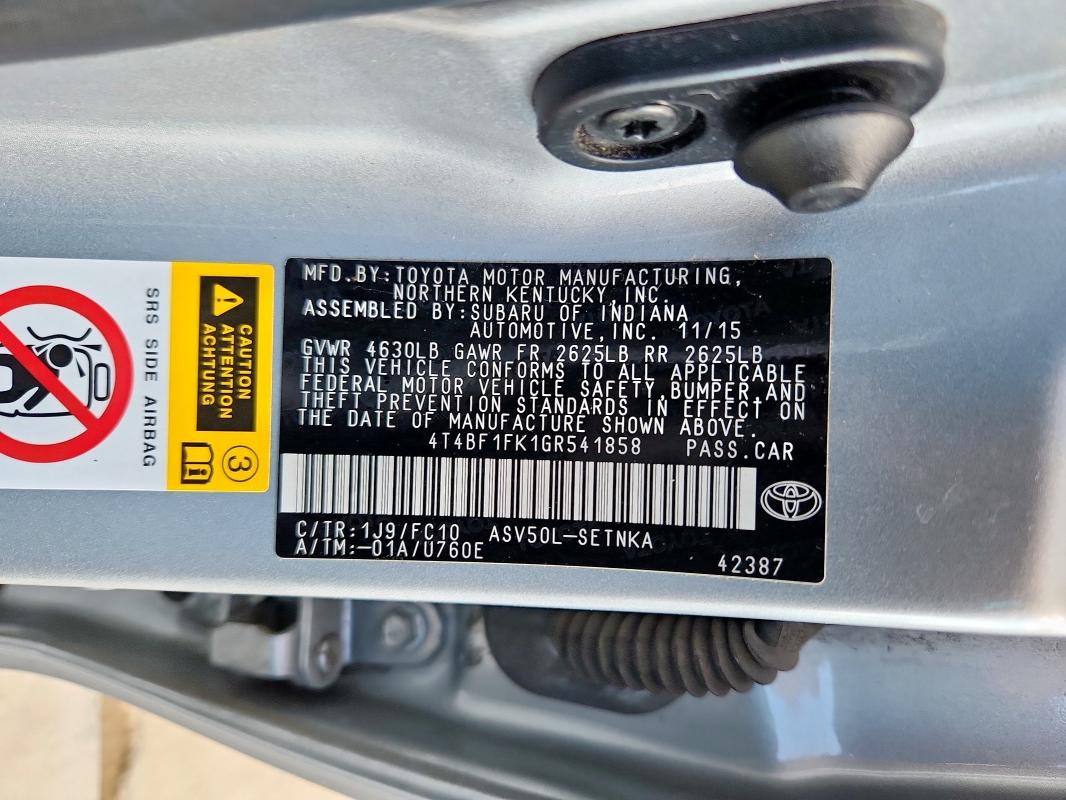 MFD.BY:TOYOTA MOTOR MANUFACTURING,
NORTHERN KENTUCKY,INC.
ASSEMBLED BY:SUBARU OF INDIANA
AUTOMOTIVE,INC. 11/15
GVWR 4630LB GAWR FR 2625LB RR 2625LB
THIS VEHICLE CONFORMS TO ALL APPLICABLE
FEDERAL MOTOR VEHICLE SAFETY,BUMPER,AND
THEFT PREVENTION STANDARDS IN EFFECT ON
THE DATE OF MANUFACTURE SHOWN ABOVE.
4T4BF1FK1GR541858 PASS.CAR
C/TR:1J9/FC10 ASV50L-SETNKA
A/TM:-01A/U760E
42387
CAUTION
ATTENTION
ACHTUNG
3
SRS SIDE AIRBAG